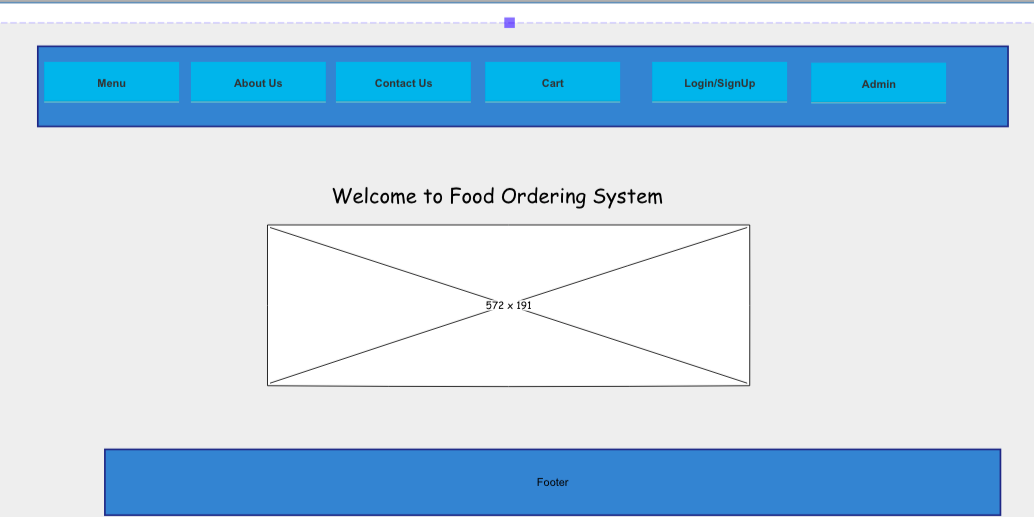 Menu
About Us
Contact Us
Cart
Login/SignUp
Admin
Welcome to Food Ordering System
572 x 191
Footer